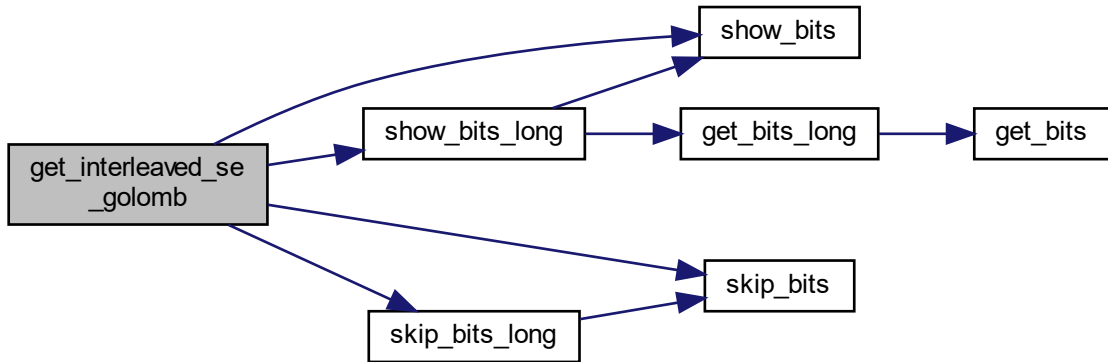 show_bits
show_bits_long
get_bits_long
get_bits
get_interleaved_se
_golomb
skip_bits
skip_bits_long